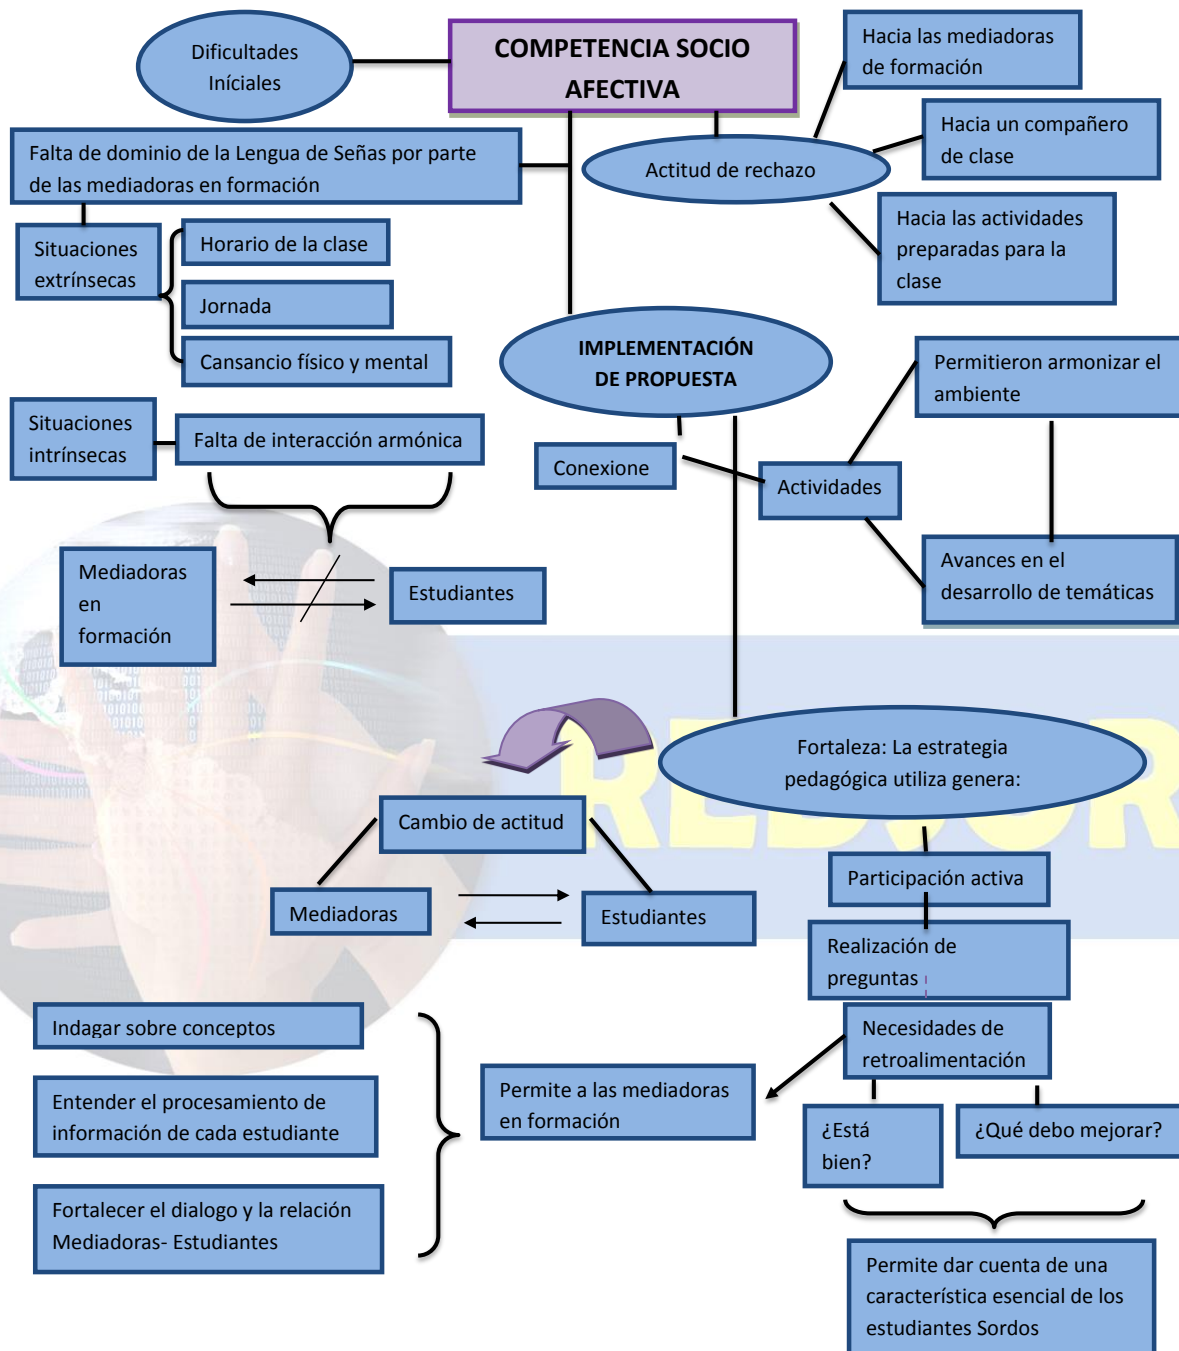 Dificultades
Iníciales
COMPETENCIA SOCIO
AFECTIVA
Hacia las mediadoras
de formación
Hacia un compañero
de clase
Actitud de rechazo
Hacia las actividades
preparadas para la
clase
Falta de dominio de la Lengua de Señas por parte
de las mediadoras en formación
Situaciones
extrínsecas
Horario de la clase
Jornada
Cansancio físico y mental
IMPLEMENTACIÓN
DE PROPUESTA
Permitieron armonizar el
ambiente
Situaciones
intrínsecas
Falta de interacción armónica
Conexione
Actividades
Avances en el
desarrollo de temáticas
Mediadoras
en
formación
Estudiantes
Fortaleza: La estrategia
pedagógica utiliza genera:
Cambio de actitud
Mediadoras
Estudiantes
Participación activa
Realización de
preguntas
Necesidades de
retroalimentación
Indagar sobre conceptos
Entender el procesamiento de
información de cada estudiante
Fortalecer el dialogo y la relación
Mediadoras- Estudiantes
Permite a las mediadoras
en formación
¿Está
bien?
¿Qué debo mejorar?
Permite dar cuenta de una
característica esencial de los
estudiantes Sordos